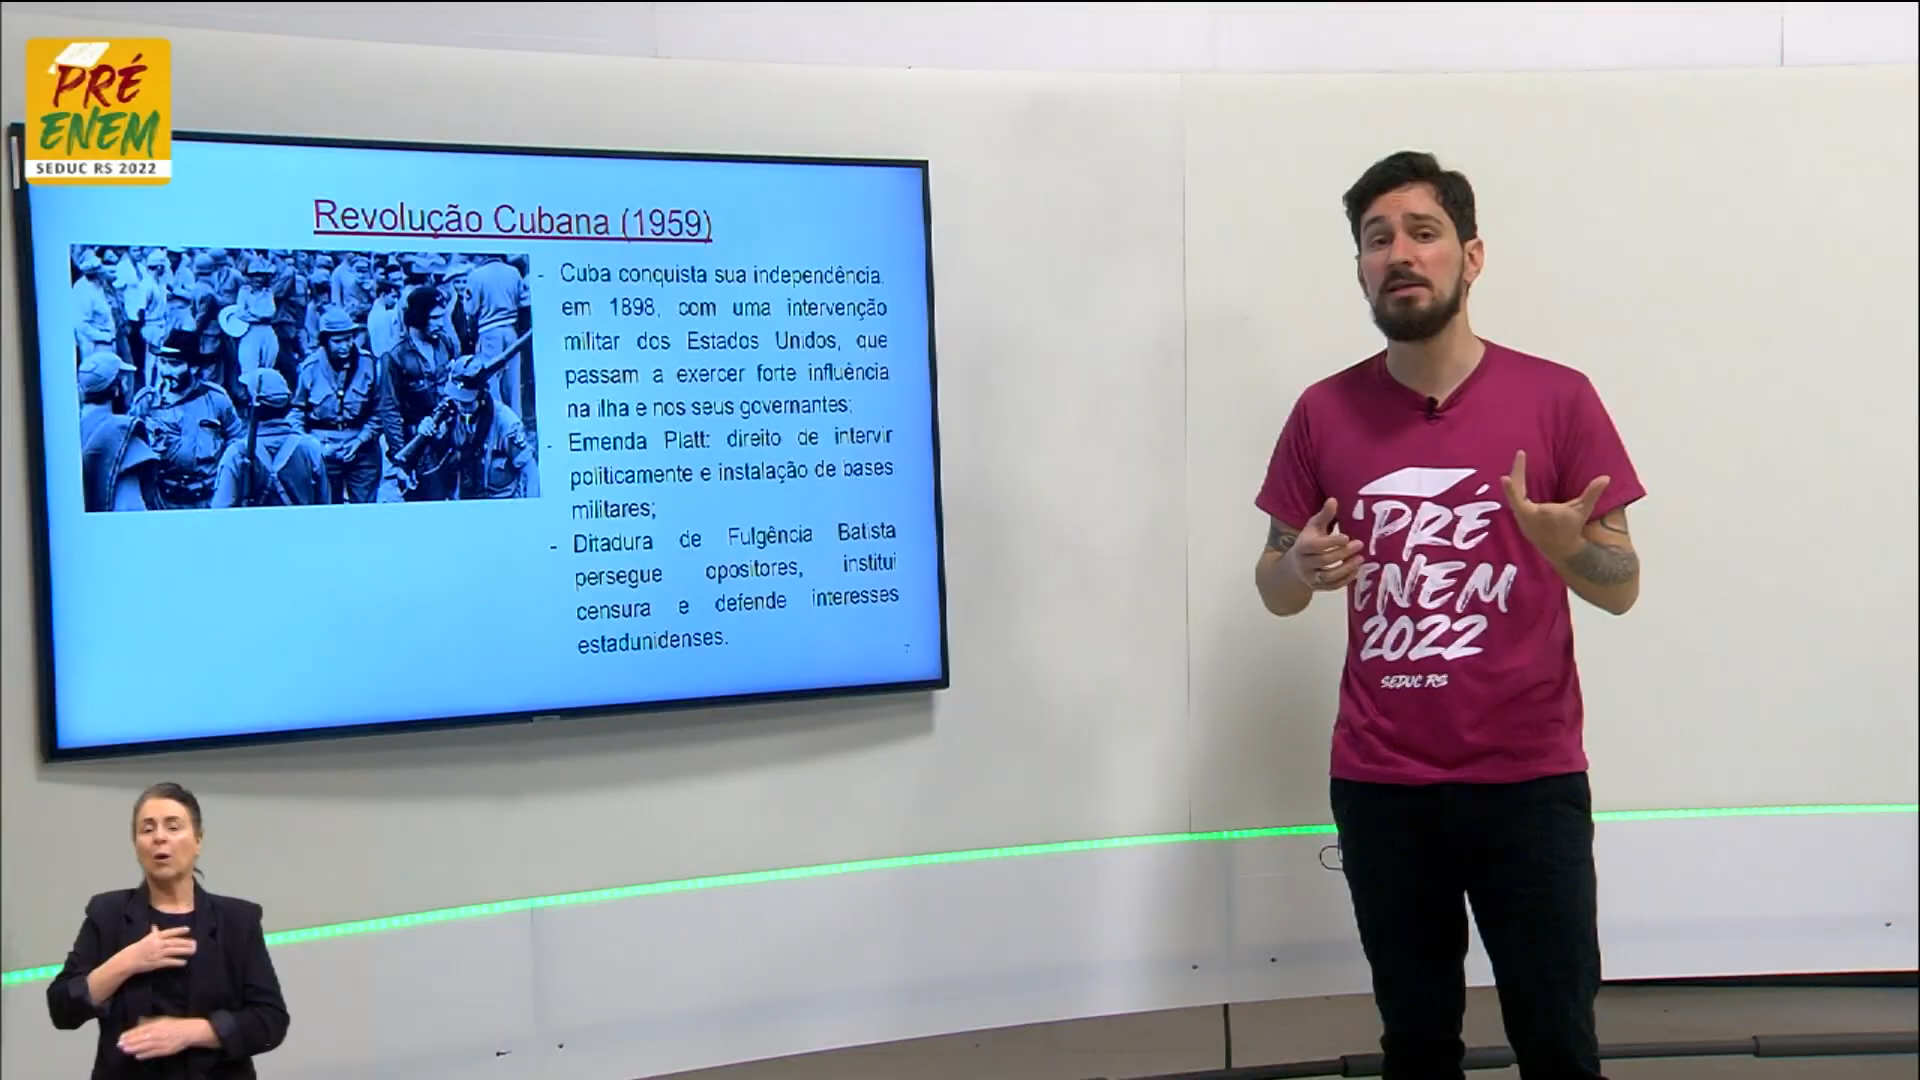 PRÉ
ENEM
SEDUC RS 2022
Revolução Cubana (1959)
- Cuba conquista sua independência,
em 1898, com uma intervenção
militar dos Estados Unidos, que
passam a exercer forte influência
na ilha e nos seus governantes;
- Emenda Platt: direito de intervir
politicamente e instalação de bases
militares;
- Ditadura de Fulgência Batista
persegue opositores, institui
censura e defende interesses
estadunidenses.
7
PRÉ
ENEM
2022
SEDUC RS